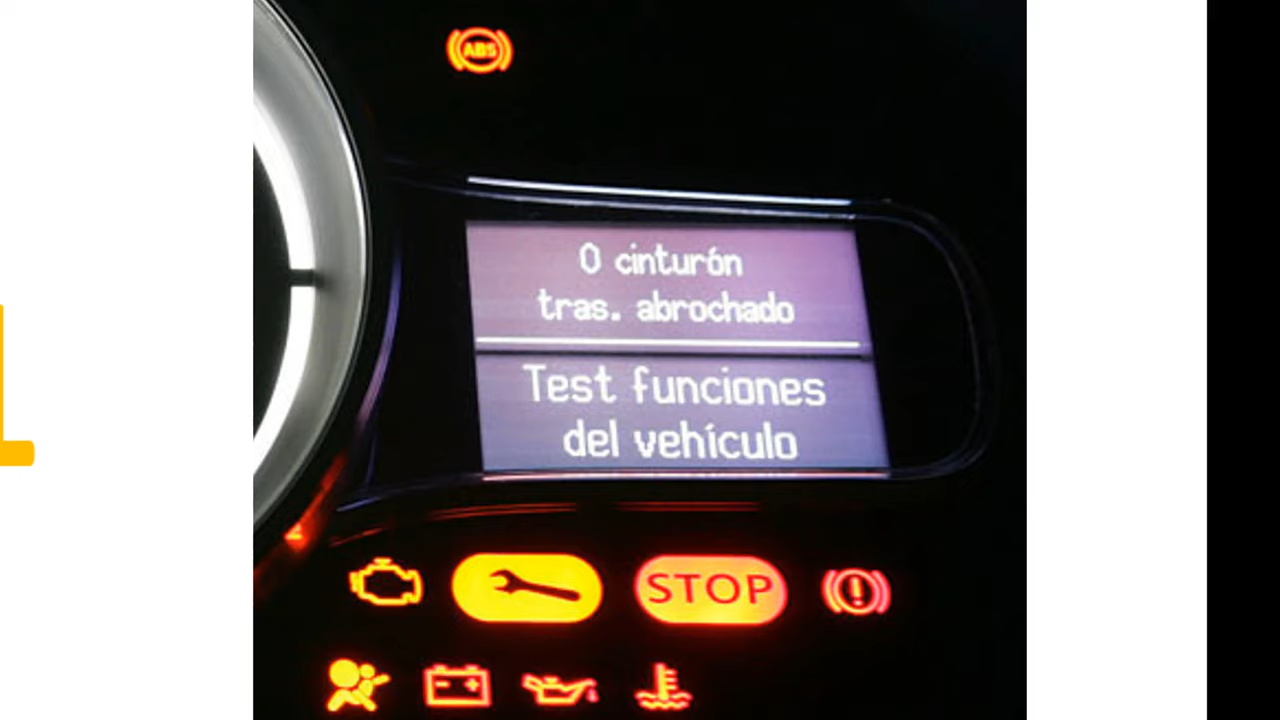 ABS
0 cinturón
tras. abrochado
Test funciones
del vehículo
STOP